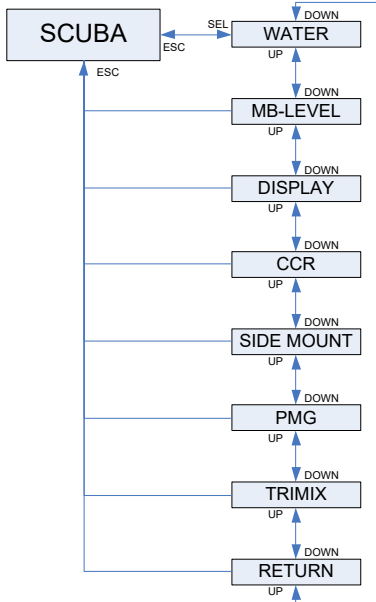 DOWN
SCUBA
SEL
WATER
ESC
UP
ESC
DOWN
MB-LEVEL
UP
DOWN
DISPLAY
UP
DOWN
CCR
UP
DOWN
SIDE MOUNT
UP
DOWN
PMG
UP
DOWN
TRIMIX
UP
DOWN
RETURN
UP